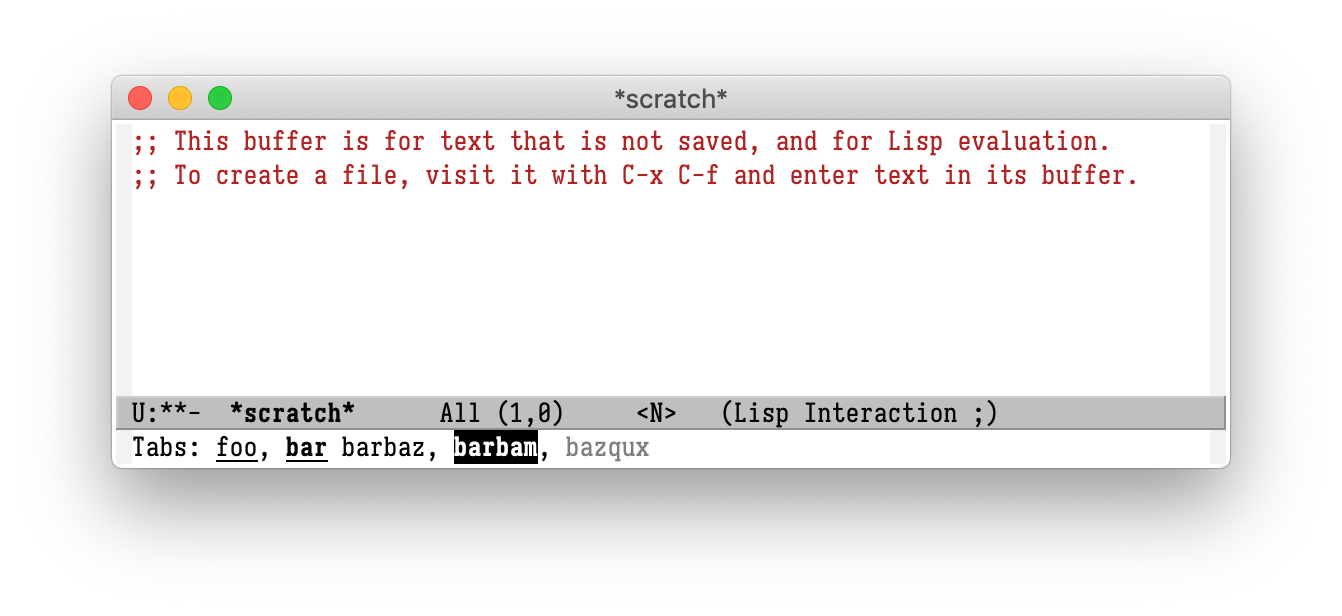 *scratch*
;; This buffer is for text that is not saved, and for Lisp evaluation.
;; To create a file, visit it with C-x C-f and enter text in its buffer.
U:**-  *scratch*      All (1,0)     <N>   (Lisp Interaction ;)
Tabs: foo, bar barbaz, barbam, bazqux